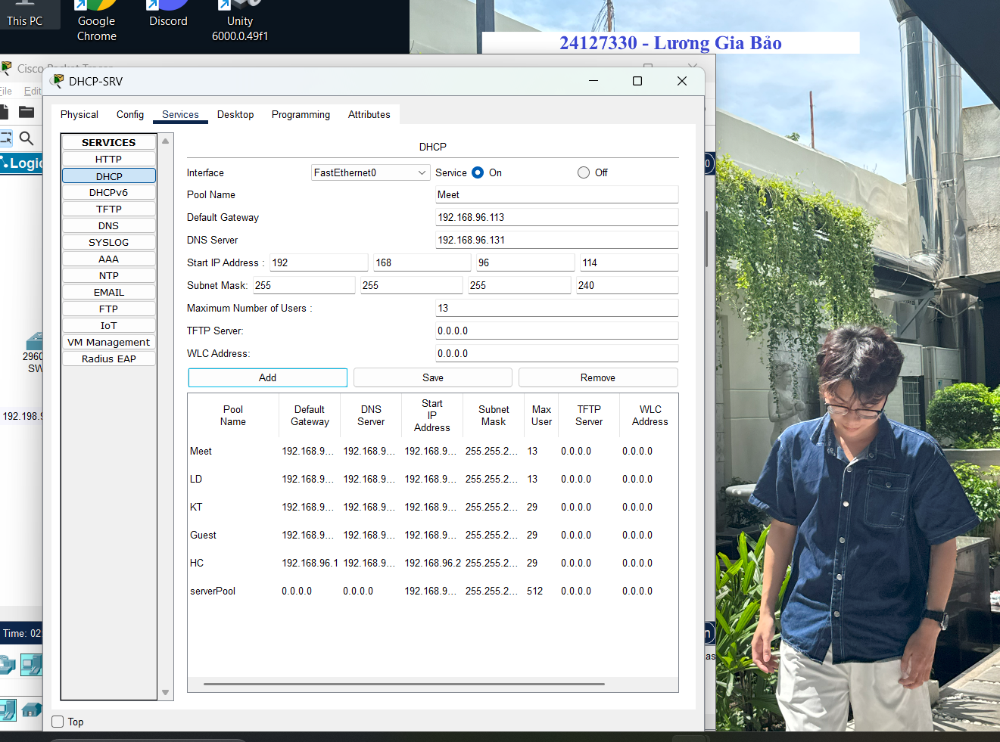 This PC
Google Chrome
Discord
Unity 6000.0.49f1
24127330 - Lương Gia Bảo
Cisco Packet Tracer
File Edit
DHCP-SRV
Physical Config Services Desktop Programming Attributes
Logic
2960
SW
192.198.9
Time: 02
SERVICES
HTTP
DHCP
DHCPv6
TFTP
DNS
SYSLOG
AAA
NTP
EMAIL
FTP
IoT
VM Management
Radius EAP
DHCP
Interface FastEthernet0 Service On Off
Pool Name Meet
Default Gateway 192.168.96.113
DNS Server 192.168.96.131
Start IP Address : 192 168 96 114
Subnet Mask: 255 255 255 240
Maximum Number of Users : 13
TFTP Server: 0.0.0.0
WLC Address: 0.0.0.0
Add Save Remove
Pool Name Default Gateway DNS Server Start IP Address Subnet Mask Max User TFTP Server WLC Address
Meet 192.168.9... 192.168.9... 192.168.9... 255.255.2... 13 0.0.0.0 0.0.0.0
LD 192.168.9... 192.168.9... 192.168.9... 255.255.2... 13 0.0.0.0 0.0.0.0
KT 192.168.9... 192.168.9... 192.168.9... 255.255.2... 29 0.0.0.0 0.0.0.0
Guest 192.168.9... 192.168.9... 192.168.9... 255.255.2... 29 0.0.0.0 0.0.0.0
HC 192.168.96.1 192.168.9... 192.168.96.2 255.255.2... 29 0.0.0.0 0.0.0.0
serverPool 0.0.0.0 0.0.0.0 192.168.9... 255.255.2... 512 0.0.0.0 0.0.0.0
Top